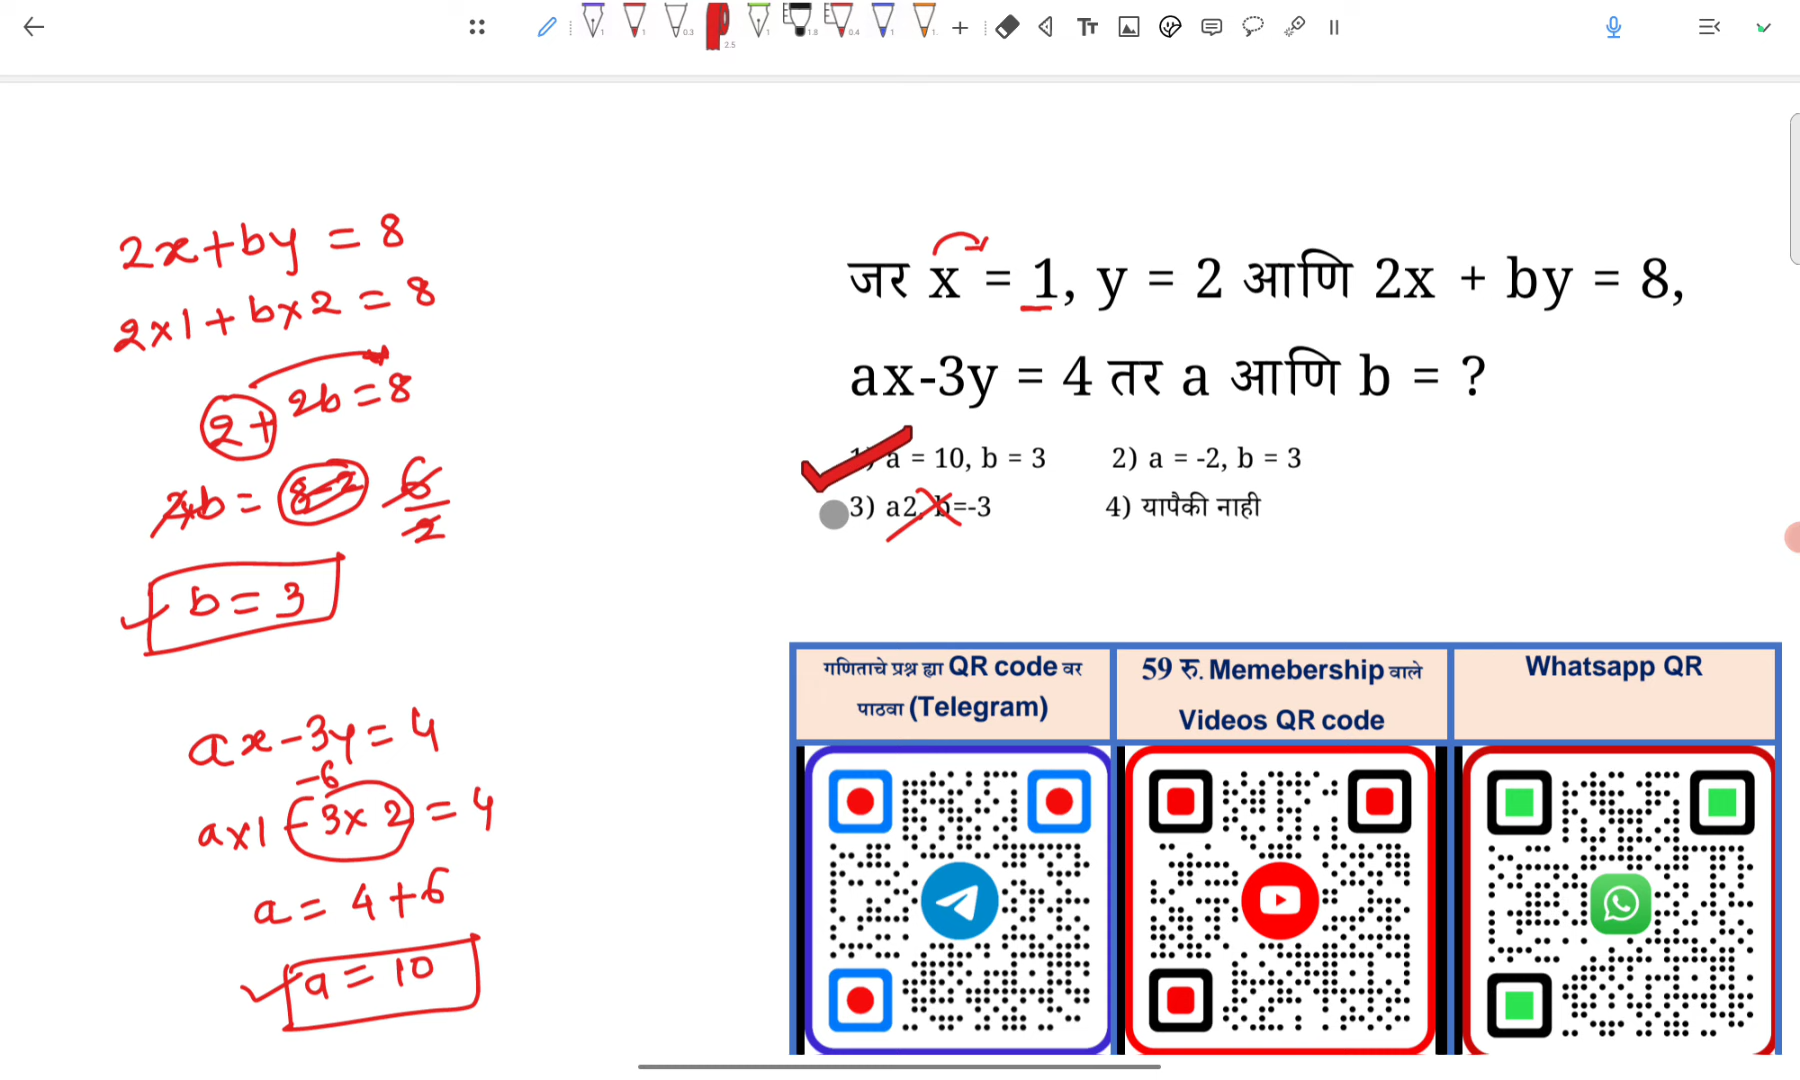 2x+by = 8
2x1+bx2 = 8
2+ 2b = 8
2b = 8-2 6/2
b = 3
ax-3y = 4
-6
ax1 -3x2 = 4
a = 4+6
a = 10
जर x = 1, y = 2 आणि 2x + by = 8,
ax-3y = 4 तर a आणि b = ?
1) a = 10, b = 3 2) a = -2, b = 3
3) a2, b=-3 4) यापैकी नाही
गणिताचे प्रश्न ह्या QR code वर
पाठवा (Telegram)
59 रु. Memebership वाले
Videos QR code
Whatsapp QR